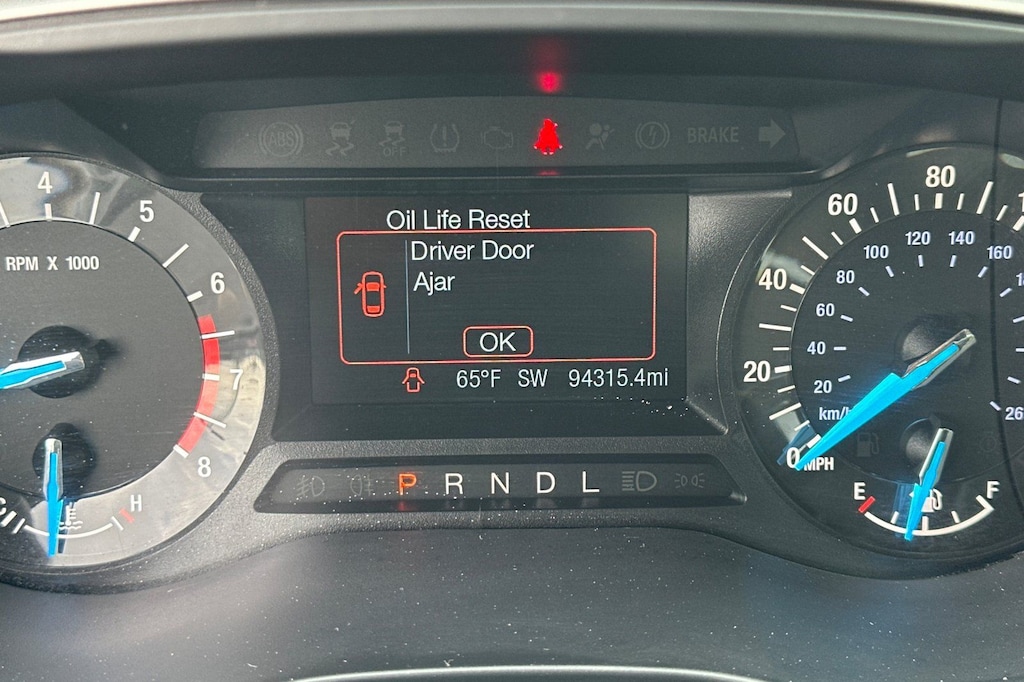 ABS OFF BRAKE
4
5
6
7
8
RPM X 1000
H
Oil Life Reset
Driver Door
Ajar
OK
65°F SW 94315.4mi
P R N D L
0
20
40
60
80
MPH
20
40
60
80
100
120
140
160
km/h
E F